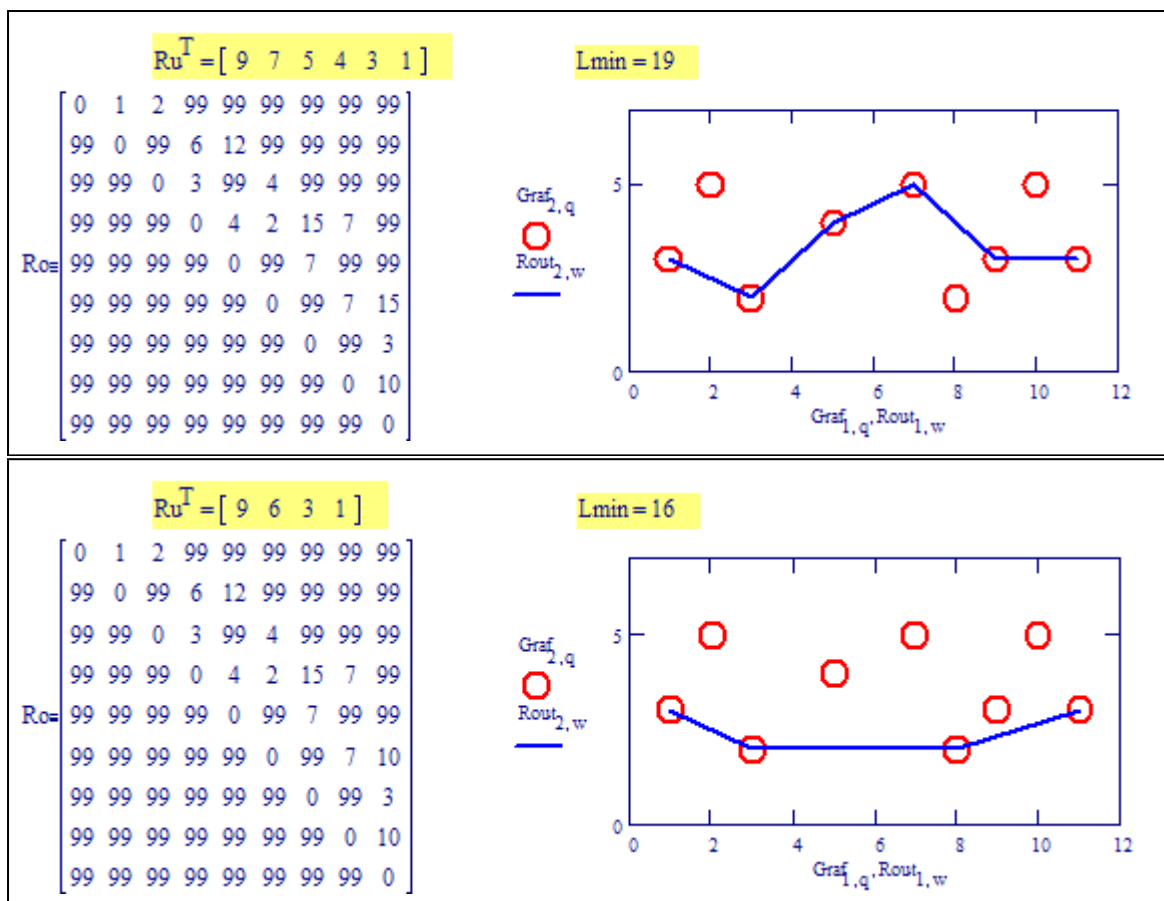 Ru^T = [ 9 7 5 4 3 1 ]
Lmin = 19
Ro≡
0 1 2 99 99 99 99 99 99
99 0 99 6 12 99 99 99 99
99 99 0 3 99 4 99 99 99
99 99 99 0 4 2 15 7 99
99 99 99 99 0 99 7 99 99
99 99 99 99 99 0 99 7 15
99 99 99 99 99 99 0 99 3
99 99 99 99 99 99 99 0 10
99 99 99 99 99 99 99 99 0
Graf2,q
Rout2,w
5
0
0 2 4 6 8 10 12
Graf1,q,Rout1,w
Ru^T = [ 9 6 3 1 ]
Lmin = 16
Ro≡
0 1 2 99 99 99 99 99 99
99 0 99 6 12 99 99 99 99
99 99 0 3 99 4 99 99 99
99 99 99 0 4 2 15 7 99
99 99 99 99 0 99 7 99 99
99 99 99 99 99 0 99 7 10
99 99 99 99 99 99 0 99 3
99 99 99 99 99 99 99 0 10
99 99 99 99 99 99 99 99 0
Graf2,q
Rout2,w
5
0
0 2 4 6 8 10 12
Graf1,q,Rout1,w